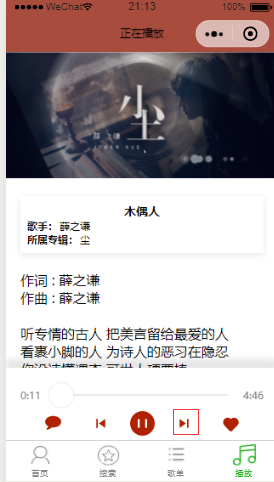 WeChat
21:13
100%
正在播放
尘
薛之谦
木偶人
歌手： 薛之谦
所属专辑： 尘
作词 : 薛之谦
作曲 : 薛之谦
听专情的古人 把美言留给最爱的人
看裹小脚的人 为诗人的恶习在隐忍
0:11
4:46
首页
搜索
歌单
播放